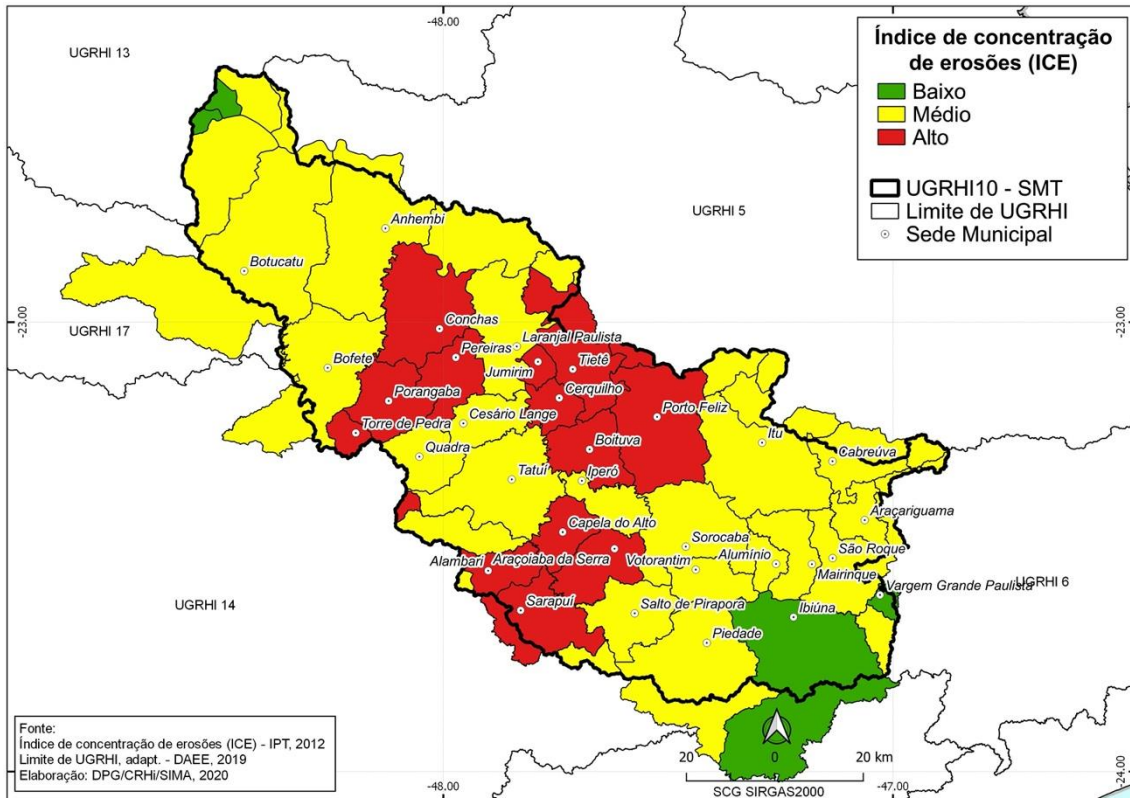 -48.00
UGRHI 13
Índice de concentração
de erosões (ICE)
Baixo
Médio
Alto
UGRHI10 - SMT
Limite de UGRHI
Sede Municipal
UGRHI 5
Anhembi
Botucatu
-23.00
-23.00
UGRHI 17
Conchas
Laranjal Paulista
Pereiras
Tietê
Bofete
Jumirim
Cerquilho
Porangaba
Porto Feliz
Cesário Lange
Torre de Pedra
Itu
Boituva
Quadra
Cabreúva
Tatuí
Iperó
Araçariguama
Capela do Alto
Sorocaba
São Roque
Alambari
Araçoiaba da Serra
Votorantim
Alumínio
Mairinque
UGRHI 6
Vargem Grande Paulista
UGRHI 14
Sarapuí
Salto de Pirapora
Ibiúna
Piedade
Fonte:
Índice de concentração de erosões (ICE) - IPT, 2012
Limite de UGRHI, adapt. - DAEE, 2019
Elaboração: DPG/CRHi/SIMA, 2020
20 0 20 km
SCG SIRGAS2000
-48.00
-47.00
-24.00